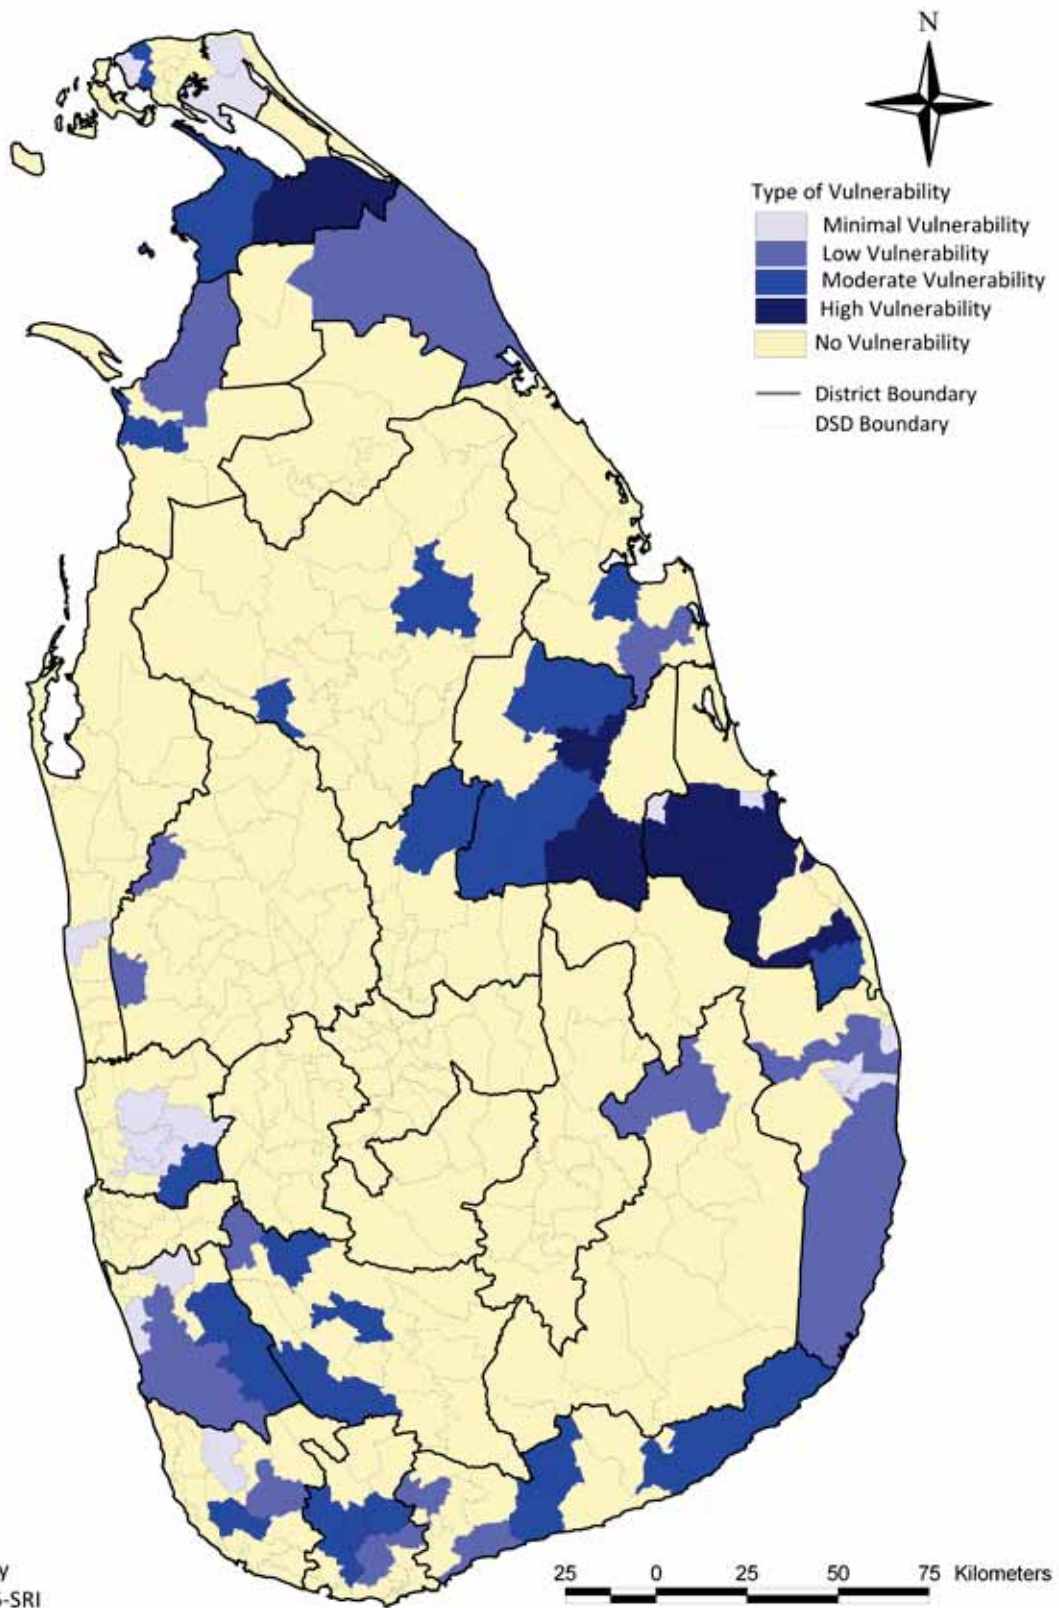 N
Type of Vulnerability
Minimal Vulnerability
Low Vulnerability
Moderate Vulnerability
High Vulnerability
No Vulnerability
District Boundary
DSD Boundary
25 0 25 50 75 Kilometers
y
-SRI